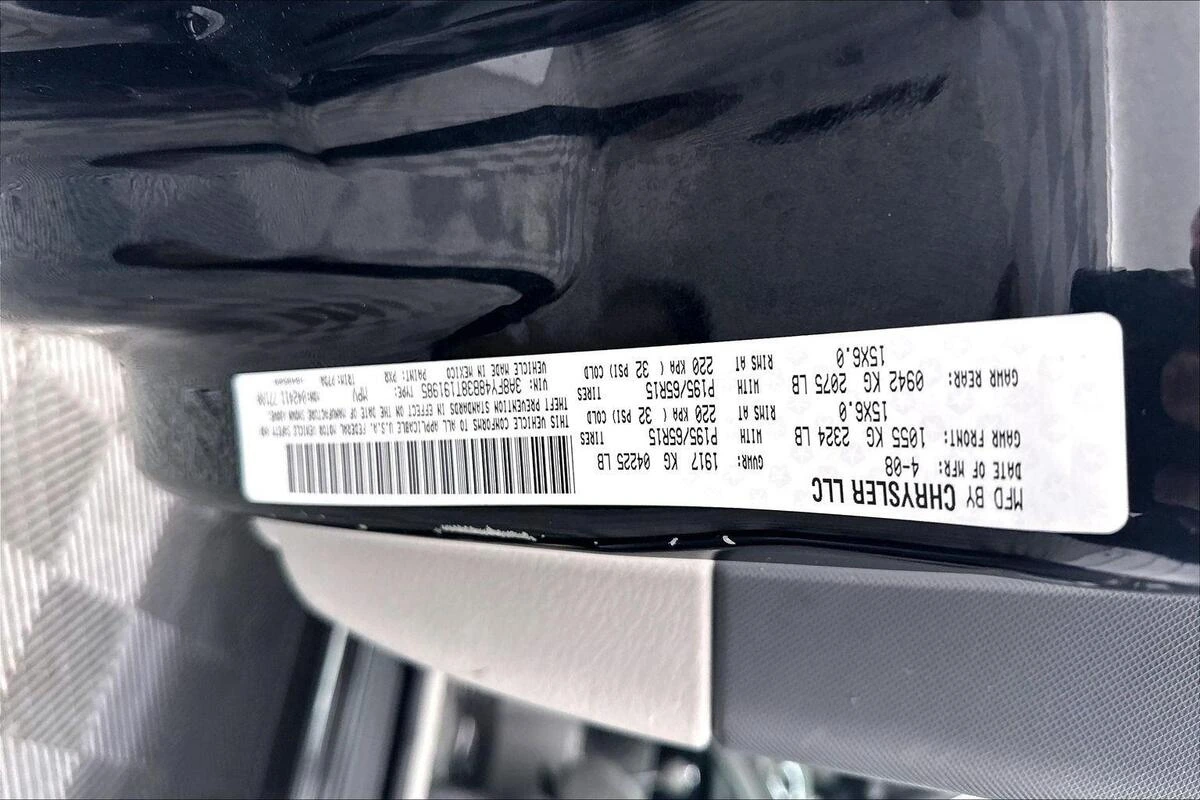 MFD BY CHRYSLER LLC
DATE OF MFR: 4-08 GVWR: 1917 KG 04225 LB
GAWR FRONT: 1055 KG 2324 LB WITH P195/65R15 TIRES
15X6.0 RIMS AT 220 KPA ( 32 PSI) COLD
GAWR REAR: 0942 KG 2075 LB WITH P195/65R15 TIRES
15X6.0 RIMS AT 220 KPA ( 32 PSI) COLD
THIS VEHICLE CONFORMS TO ALL APPLICABLE U.S.A. FEDERAL MOTOR VEHICLE SAFETY AND
THEFT PREVENTION STANDARDS IN EFFECT ON THE DATE OF MANUFACTURE SHOWN ABOVE.
VIN: 3A8FY48B38T191985 TYPE: MPV MDH: 042411
VEHICLE MADE IN MEXICO PAINT: PXR TRIM: